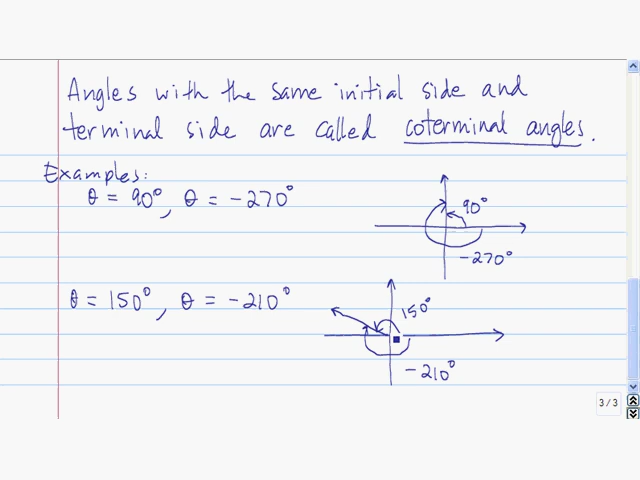 Angles with the same initial side and
terminal side are called coterminal angles.
Examples:
θ = 90°, θ = -270°
90°
-270°
θ = 150°, θ = -210°
150°
-210°
3/3